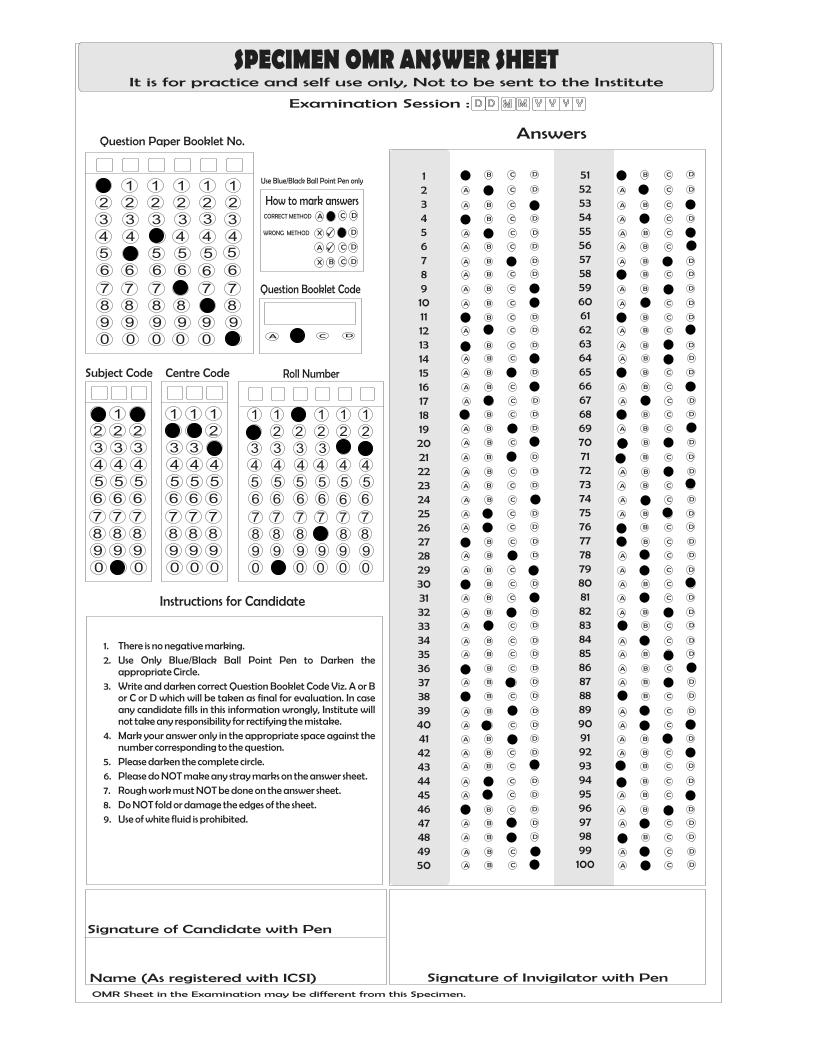 SPECIMEN OMR ANSWER SHEET
It is for practice and self use only, Not to be sent to the Institute
Examination Session : D D M M Y Y Y Y
Question Paper Booklet No.
1 1 1 1 1
2 2 2 2 2 2
3 3 3 3 3 3
4 4 4 4 4
5 5 5 5 5
6 6 6 6 6 6
7 7 7 7 7
8 8 8 8 8
9 9 9 9 9 9
0 0 0 0 0
Use Blue/Black Ball Point Pen only
How to mark answers
CORRECT METHOD A C D
WRONG METHOD X ✓ D
A ✓ C D
X B C D
Question Booklet Code
A C D
Subject Code
1
2 2 2
3 3 3
4 4 4
5 5 5
6 6 6
7 7 7
8 8 8
9 9 9
0 0
Centre Code
1 1 1
2
3 3
4 4 4
5 5 5
6 6 6
7 7 7
8 8 8
9 9 9
0 0 0
Roll Number
1 1 1 1 1
2 2 2 2 2
3 3 3 3
4 4 4 4 4 4
5 5 5 5 5 5
6 6 6 6 6 6
7 7 7 7 7 7
8 8 8 8 8
9 9 9 9 9 9
0 0 0 0 0
Instructions for Candidate
1. There is no negative marking.
2. Use Only Blue/Black Ball Point Pen to Darken the
appropriate Circle.
3. Write and darken correct Question Booklet Code Viz. A or B
or C or D which will be taken as final for evaluation. In case
any candidate fills in this information wrongly, Institute will
not take any responsibility for rectifying the mistake.
4. Mark your answer only in the appropriate space against the
number corresponding to the question.
5. Please darken the complete circle.
6. Please do NOT make any stray marks on the answer sheet.
7. Rough work must NOT be done on the answer sheet.
8. Do NOT fold or damage the edges of the sheet.
9. Use of white fluid is prohibited.
Answers
1 B C D
2 A C D
3 A B C
4 B C D
5 A C D
6 A B C D
7 A B D
8 A B C D
9 A B C
10 A B C
11 B C D
12 A C D
13 B C D
14 A B C
15 A B D
16 A B C
17 A C D
18 B C D
19 A B D
20 A B C
21 A B D
22 A B C D
23 A B C D
24 A B C
25 A C D
26 A C D
27 B C D
28 A B D
29 A B C
30 B C D
31 A B C
32 A B D
33 A C D
34 A B C D
35 A B C D
36 B C D
37 A B D
38 B C D
39 A B D
40 A C D
41 A B D
42 A B C D
43 A B C
44 A C D
45 A C D
46 B C D
47 A B D
48 A B D
49 A B C
50 A B C
51 B C D
52 A C D
53 A B C
54 A C D
55 A B C
56 A B C
57 A B D
58 B C D
59 A B D
60 A C D
61 B C D
62 A B C
63 A B D
64 A B D
65 B C D
66 A B C
67 A C D
68 B C D
69 A B C
70 B D
71 B C D
72 A B D
73 A B C
74 A C D
75 A B D
76 B C D
77 B C D
78 A C D
79 A C D
80 A B C
81 A C D
82 A B D
83 B C D
84 A C D
85 A B D
86 A B C
87 A B D
88 B C D
89 A C D
90 A C
91 A B D
92 A B C
93 B C D
94 B C D
95 A B C
96 A B D
97 A C D
98 B C D
99 A C D
100 A C D
Signature of Candidate with Pen
Name (As registered with ICSI)
Signature of Invigilator with Pen
OMR Sheet in the Examination may be different from this Specimen.